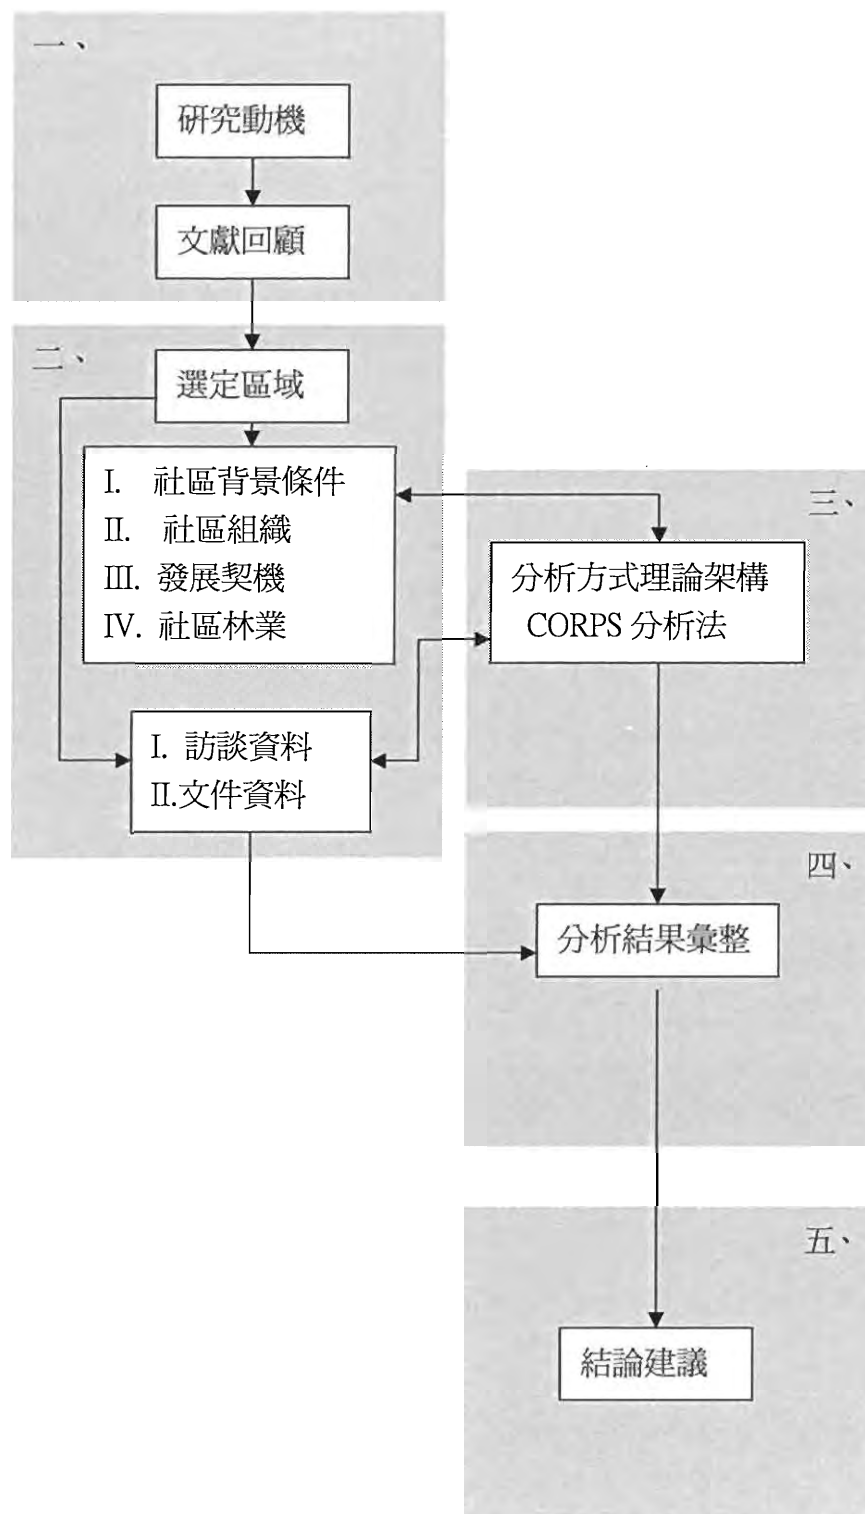 一、
研究動機
文獻回顧
二、
選定區域
I. 社區背景條件
II. 社區組織
III. 發展契機
IV. 社區林業
I. 訪談資料
II.文件資料
三、
分析方式理論架構
CORPS 分析法
四、
分析結果彙整
五、
結論建議